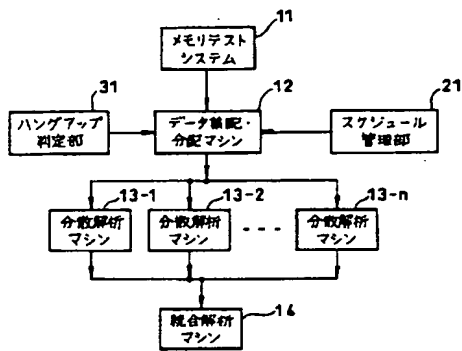 11
メモリテスト
システム
31
12
21
ハングアップ
判定部
データ
分配マシン
スケジュール
管理部
13-1
13-2
13-n
分散解析
マシン
分散解析
マシン
- - -
分散解析
マシン
14
統合解析
マシン